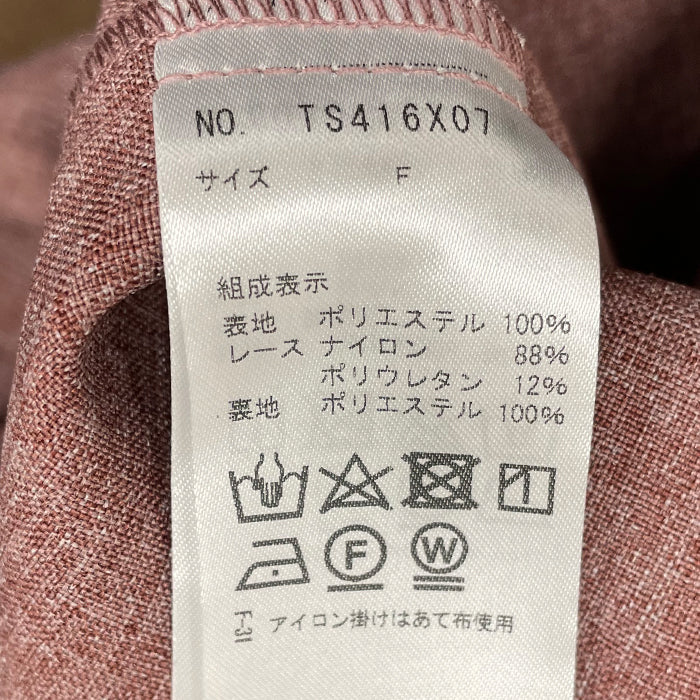 NO. TS416X07
サイズ F
組成表示
表地 ポリエステル 100%
レース ナイロン 88%
ポリウレタン 12%
裏地 ポリエステル 100%
F W
F-31 アイロン掛けはあて布使用